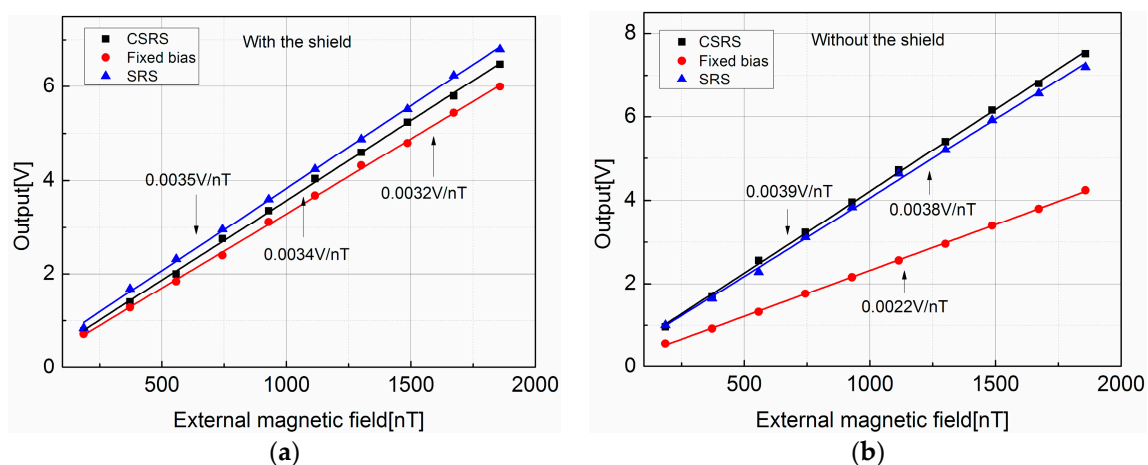 CSRS
Fixed bias
SRS
With the shield
0.0035V/nT
0.0032V/nT
0.0034V/nT
Output[V]
6
4
2
0
500
1000
1500
2000
External magnetic field[nT]
(a)
CSRS
Fixed bias
SRS
Without the shield
0.0039V/nT
0.0038V/nT
0.0022V/nT
Output[V]
8
6
4
2
0
500
1000
1500
2000
External magnetic field[nT]
(b)